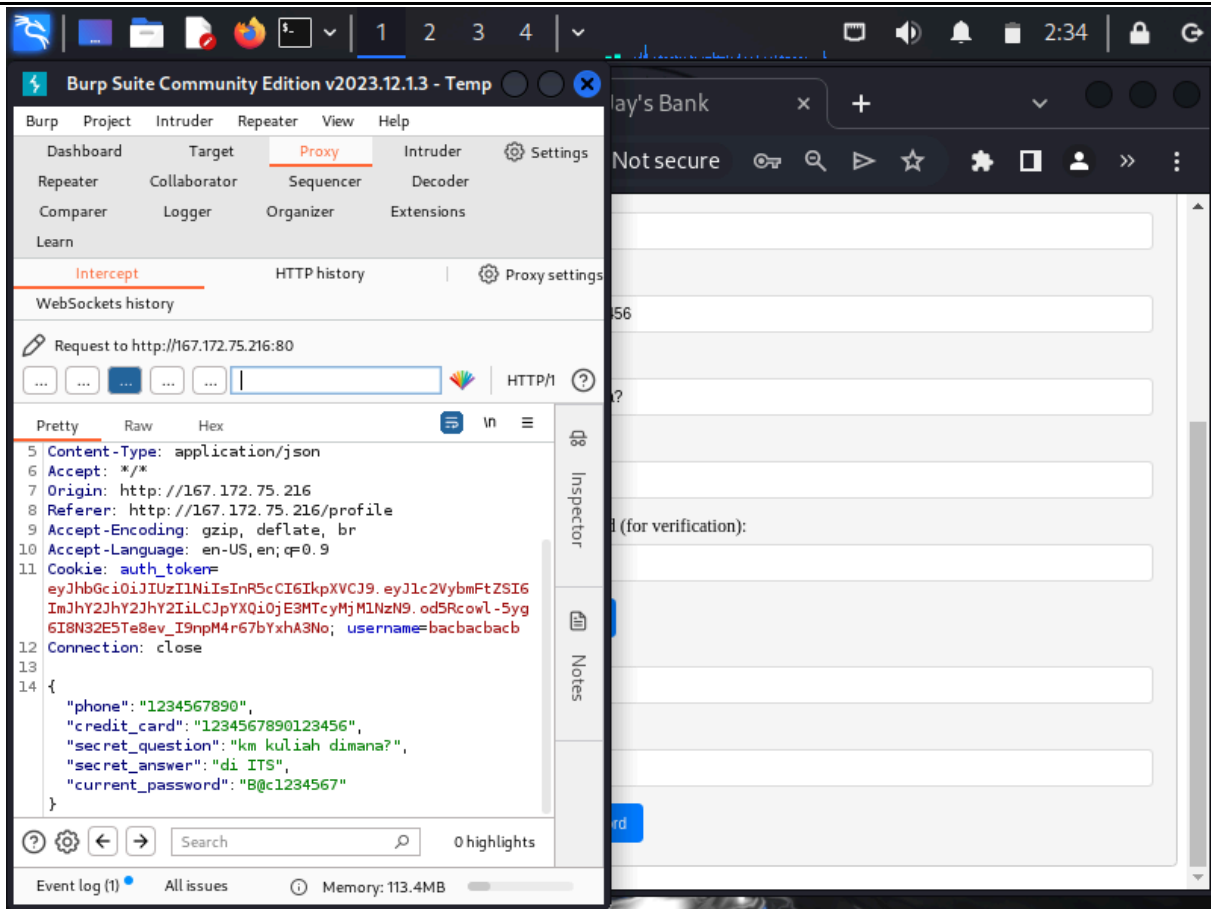 1 2 3 4 2:34
Burp Suite Community Edition v2023.12.1.3 - Temp
Burp Project Intruder Repeater View Help
Dashboard Target Proxy Intruder Settings
Repeater Collaborator Sequencer Decoder
Comparer Logger Organizer Extensions
Learn
Intercept HTTP history Proxy settings
WebSockets history
Request to http://167.172.75.216:80
... ... ... ... ... HTTP/1 ?
Pretty Raw Hex \n
5 Content-Type: application/json
6 Accept: */*
7 Origin: http://167.172.75.216
8 Referer: http://167.172.75.216/profile
9 Accept-Encoding: gzip, deflate, br
10 Accept-Language: en-US,en;q=0.9
11 Cookie: auth_token=
eyJhbGciOiJIUzI1NiIsInR5cCI6IkpXVCJ9.eyJ1c2VybmFtZSI6
ImJhY2JhY2JhY2IiLCJpYXQiOjE3MTcyMjM1NzN9.od5Rcowl-5yg
6I8N32E5Te8ev_I9npM4r67bYxhA3No; username=bacbacbacb
12 Connection: close
13
14 {
"phone":"1234567890",
"credit_card":"1234567890123456",
"secret_question":"km kuliah dimana?",
"secret_answer":"di ITS",
"current_password":"B@c1234567"
}
Inspector
Notes
? Search 0 highlights
Event log (1) All issues Memory: 113.4MB
ay's Bank
Not secure
456
a?
d (for verification):
rd